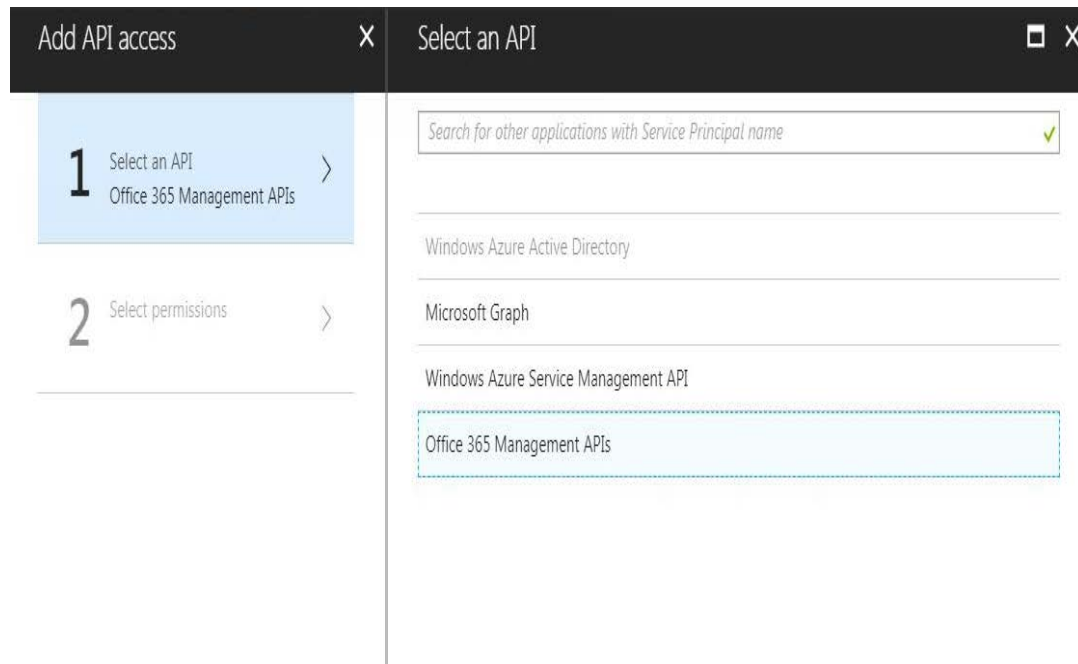 Add API access
Select an API
1
Select an API
Office 365 Management APIs
2
Select permissions
Search for other applications with Service Principal name
Windows Azure Active Directory
Microsoft Graph
Windows Azure Service Management API
Office 365 Management APIs